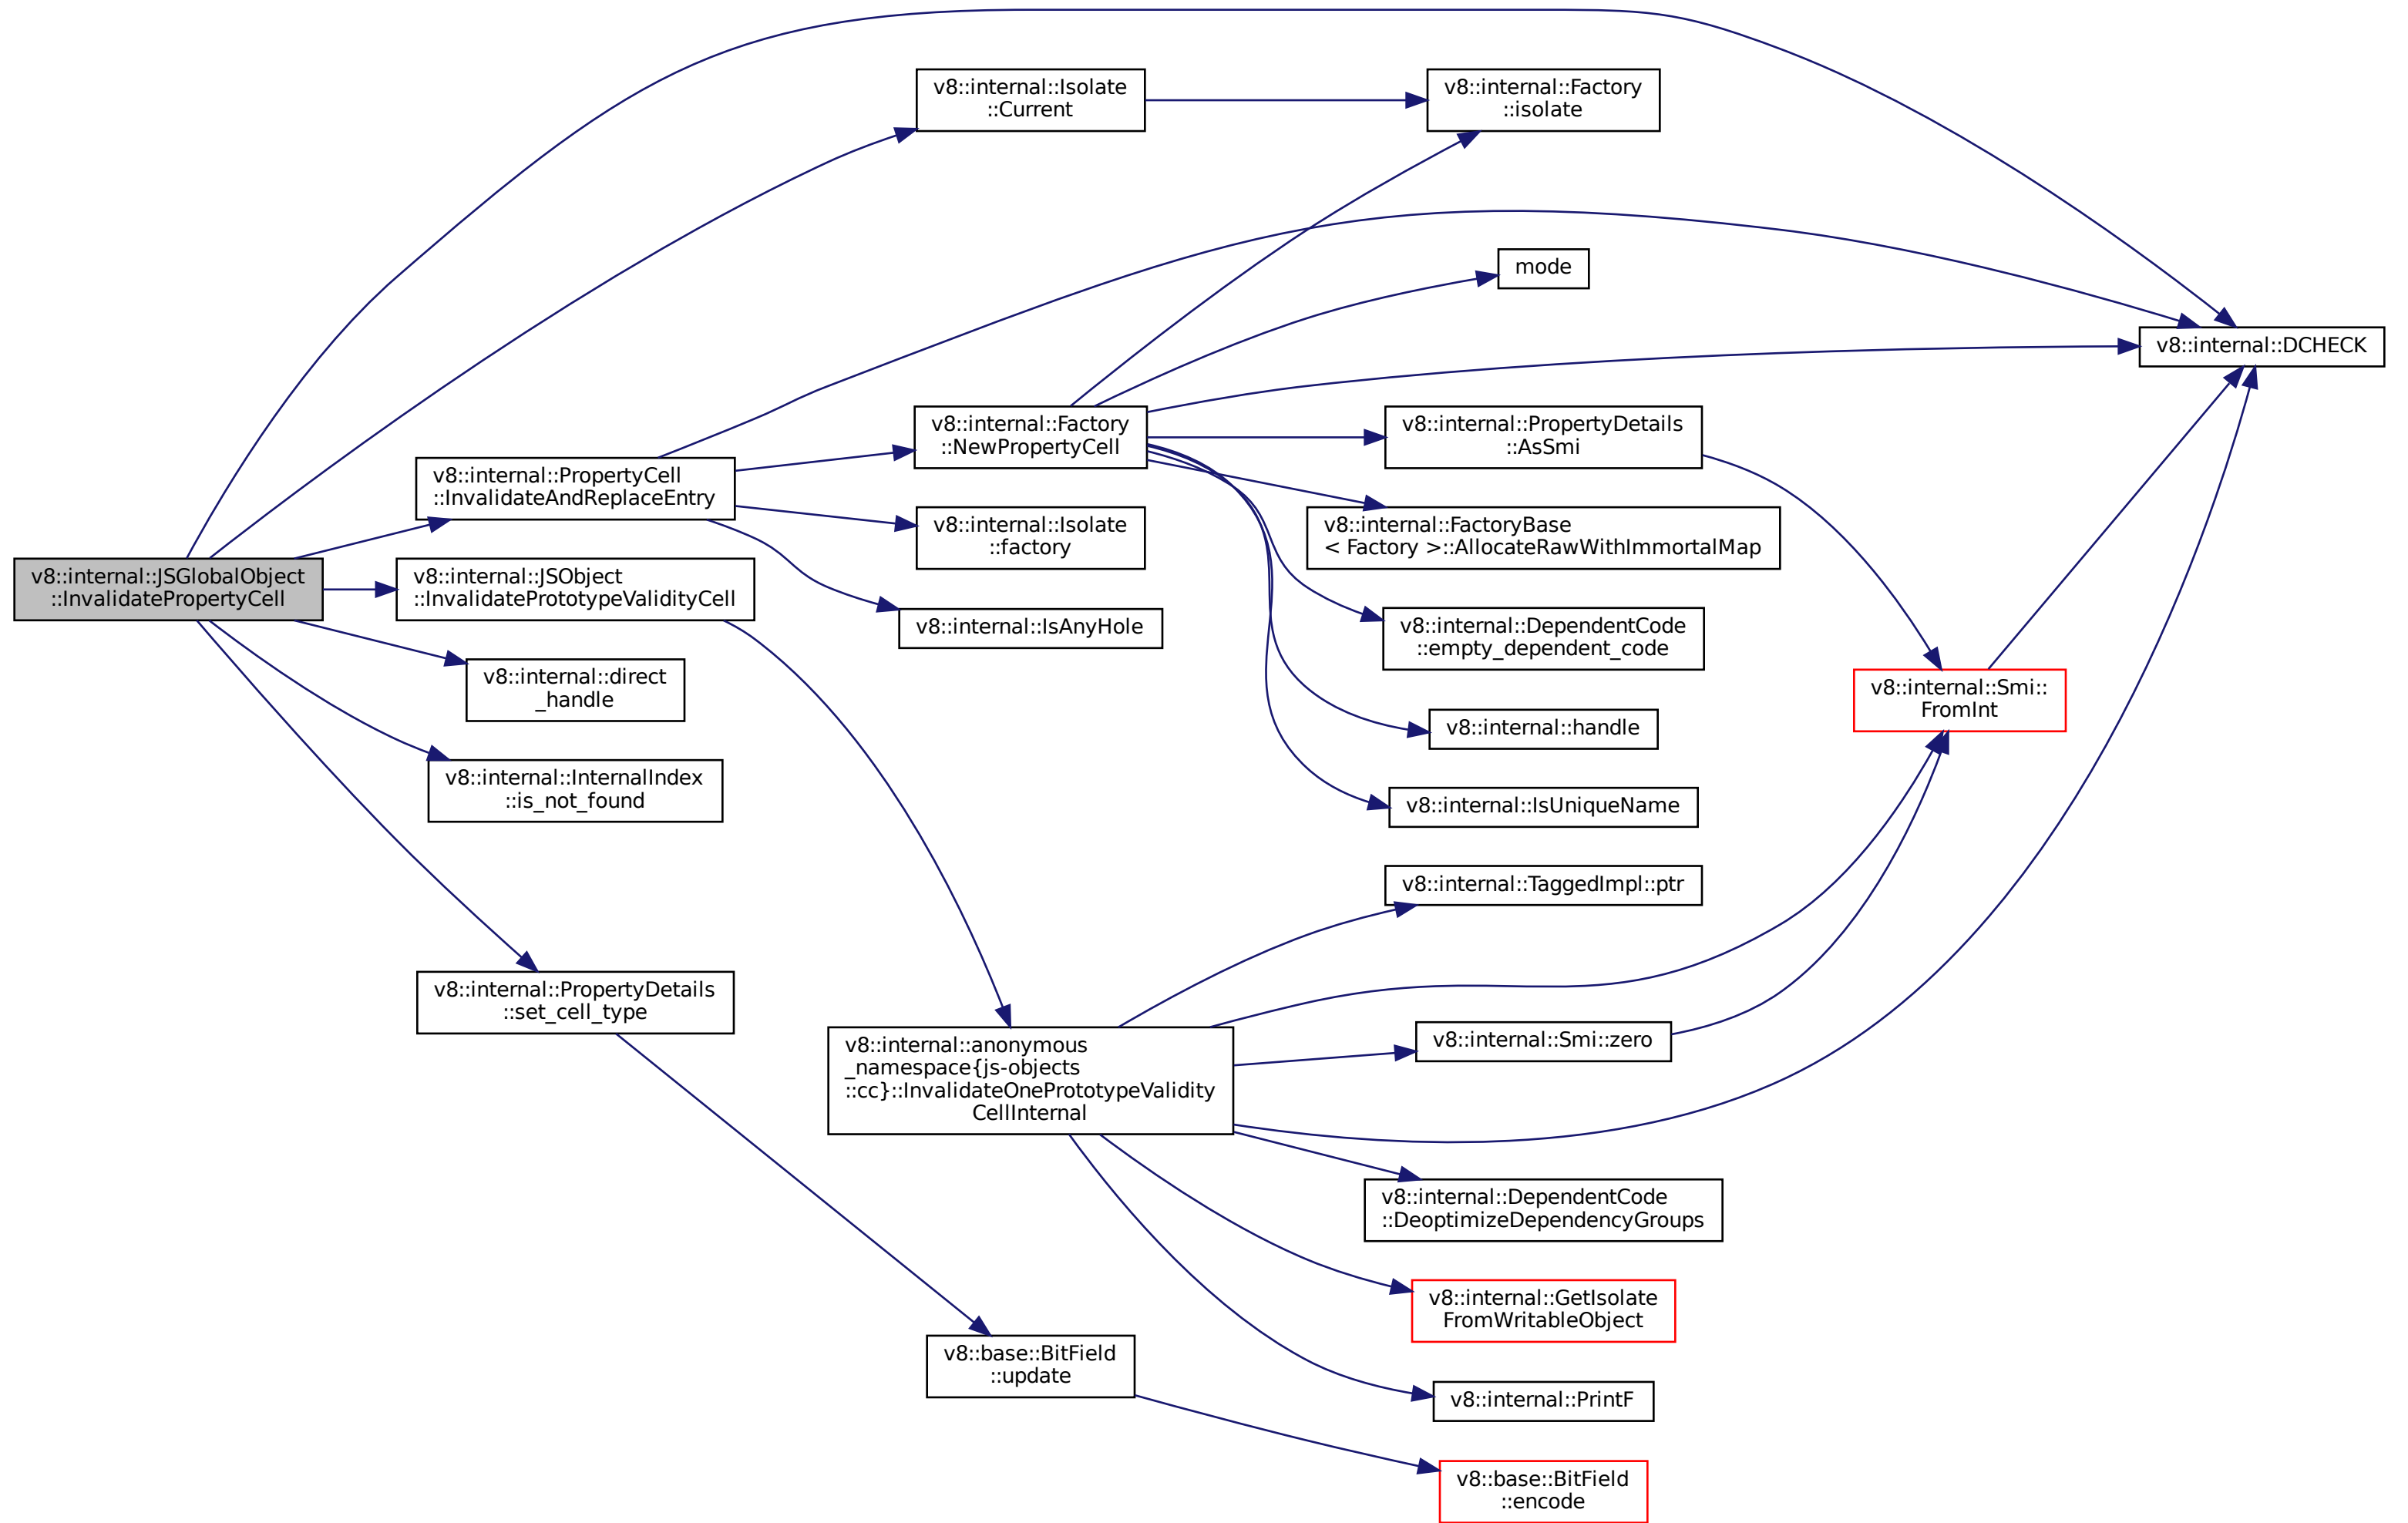 v8::internal::JSGlobalObject
::InvalidatePropertyCell
v8::internal::PropertyCell
::InvalidateAndReplaceEntry
v8::internal::JSObject
::InvalidatePrototypeValidityCell
v8::internal::direct
_handle
v8::internal::InternalIndex
::is_not_found
v8::internal::PropertyDetails
::set_cell_type
v8::internal::Isolate
::Current
v8::internal::Factory
::NewPropertyCell
v8::internal::Isolate
::factory
v8::internal::IsAnyHole
v8::internal::anonymous
_namespace{js-objects
::cc}::InvalidateOnePrototypeValidity
CellInternal
v8::base::BitField
::update
v8::internal::Factory
::isolate
mode
v8::internal::PropertyDetails
::AsSmi
v8::internal::FactoryBase
< Factory >::AllocateRawWithImmortalMap
v8::internal::DependentCode
::empty_dependent_code
v8::internal::handle
v8::internal::IsUniqueName
v8::internal::TaggedImpl::ptr
v8::internal::Smi::zero
v8::internal::DependentCode
::DeoptimizeDependencyGroups
v8::internal::GetIsolate
FromWritableObject
v8::internal::PrintF
v8::base::BitField
::encode
v8::internal::Smi::
FromInt
v8::internal::DCHECK